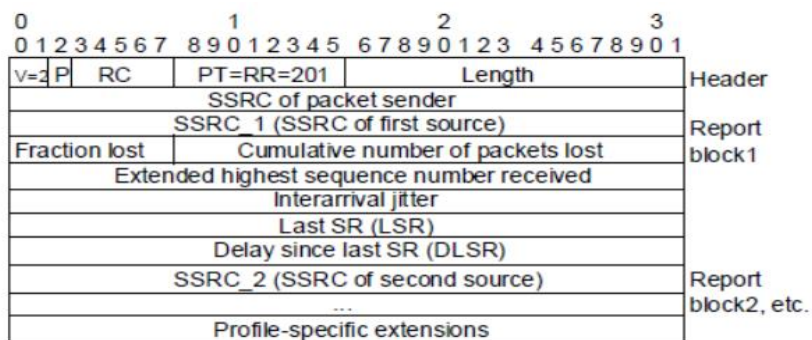 0 1 2 3
0 1 2 3 4 5 6 7 8 9 0 1 2 3 4 5 6 7 8 9 0 1 2 3 4 5 6 7 8 9 0 1
V=2 P RC PT=RR=201 Length Header
SSRC of packet sender
SSRC_1 (SSRC of first source) Report
Fraction lost Cumulative number of packets lost block1
Extended highest sequence number received
Interarrival jitter
Last SR (LSR)
Delay since last SR (DLSR)
SSRC_2 (SSRC of second source) Report
... block2, etc.
Profile-specific extensions